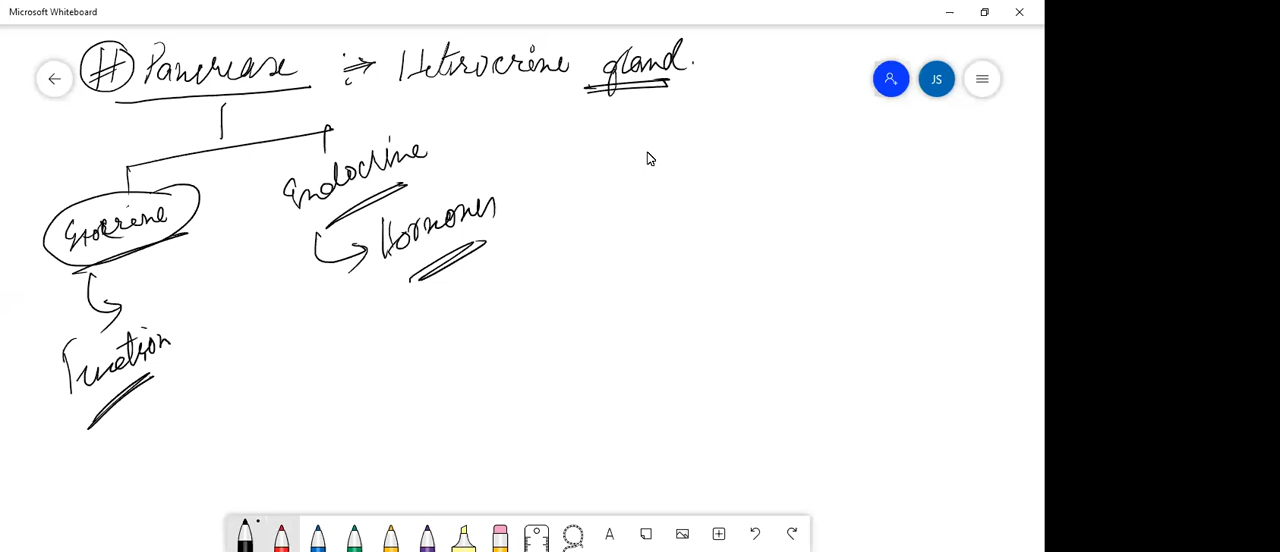 Microsoft Whiteboard
# Pancrease ⇒ Hetrocrine gland.
JS
Endocrine
Exocrine
Hormones
Function
A